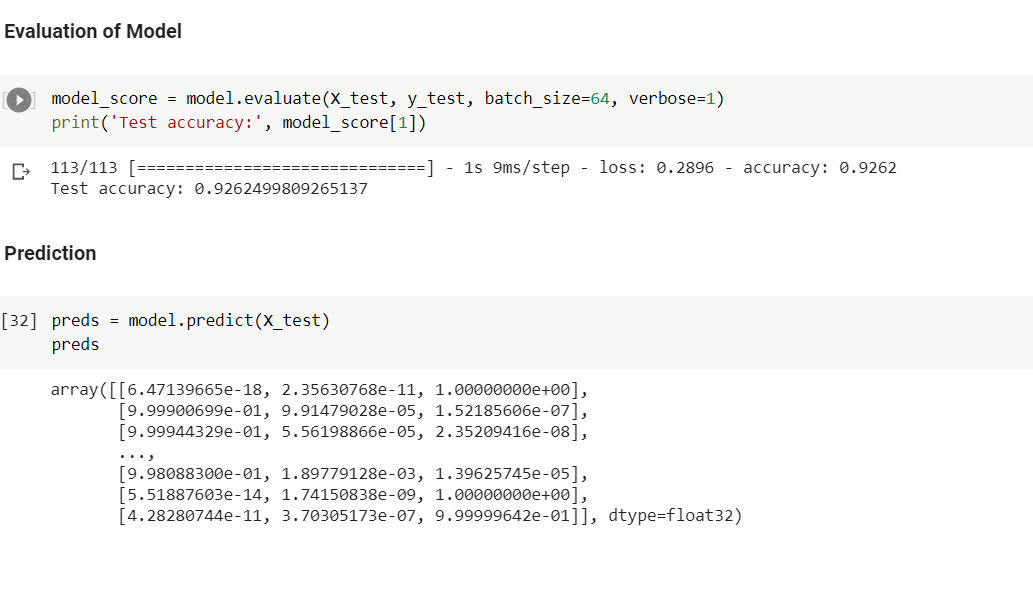 Evaluation of Model
model_score = model.evaluate(X_test, y_test, batch_size=64, verbose=1)
print('Test accuracy:', model_score[1])
113/113 [==============================] - 1s 9ms/step - loss: 0.2896 - accuracy: 0.9262
Test accuracy: 0.9262499809265137
Prediction
[32] preds = model.predict(X_test)
preds
array([[6.47139665e-18, 2.35630768e-11, 1.00000000e+00],
[9.99900699e-01, 9.91479028e-05, 1.52185606e-07],
[9.99944329e-01, 5.56198866e-05, 2.35209416e-08],
...,
[9.98088300e-01, 1.89779128e-03, 1.39625745e-05],
[5.51887603e-14, 1.74150838e-09, 1.00000000e+00],
[4.28280744e-11, 3.70305173e-07, 9.99999642e-01]], dtype=float32)